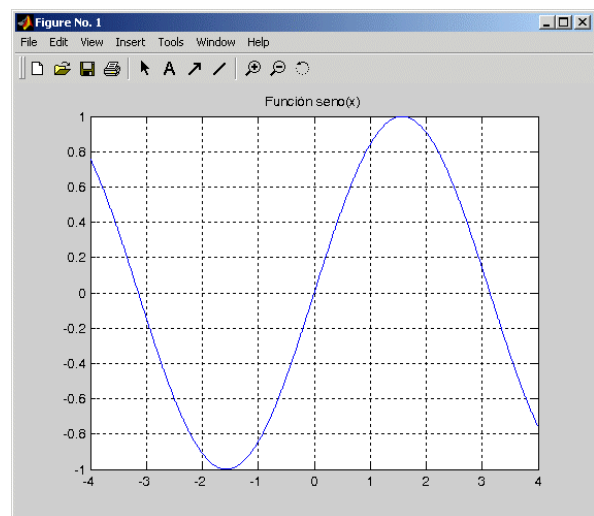 Figure No. 1
File Edit View Insert Tools Window Help
A
Función seno(x)
1
0.8
0.6
0.4
0.2
0
-0.2
-0.4
-0.6
-0.8
-1
-4 -3 -2 -1 0 1 2 3 4